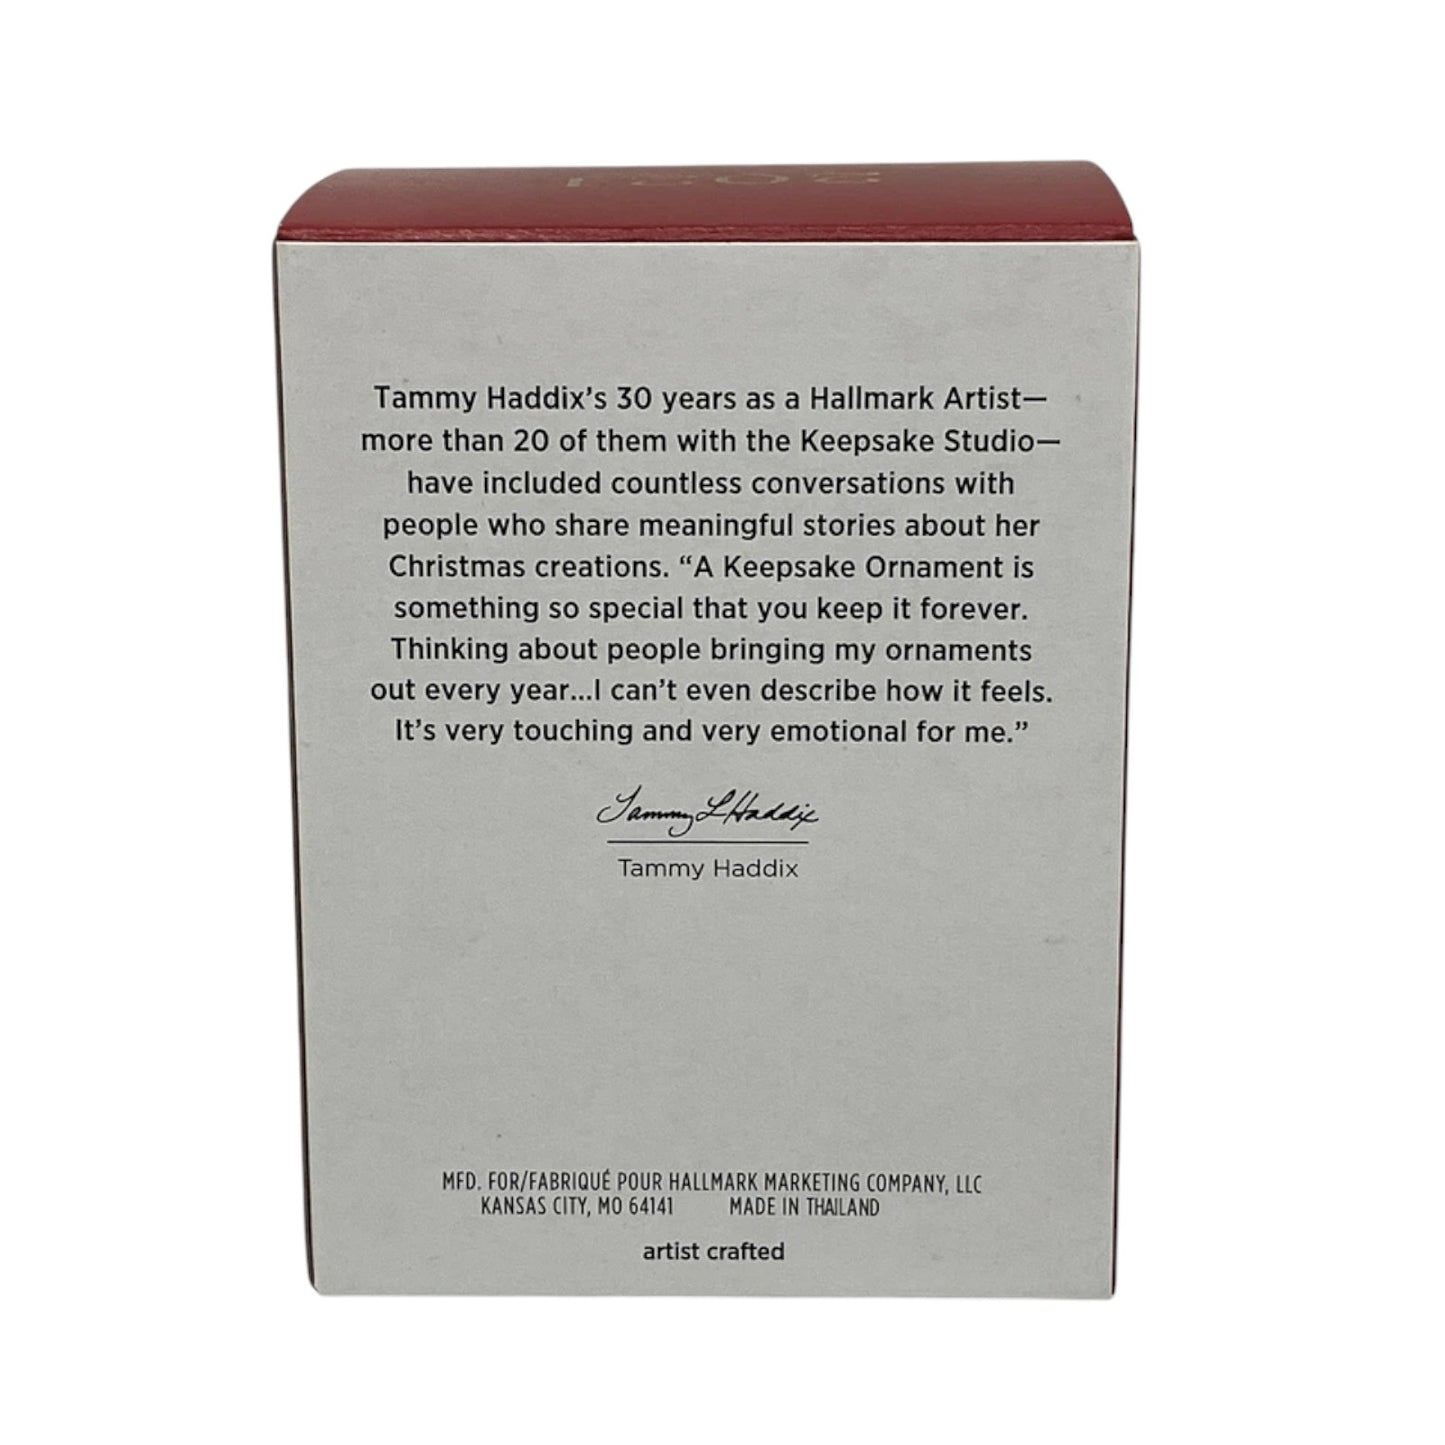 Tammy Haddix’s 30 years as a Hallmark Artist—
more than 20 of them with the Keepsake Studio—
have included countless conversations with
people who share meaningful stories about her
Christmas creations. “A Keepsake Ornament is
something so special that you keep it forever.
Thinking about people bringing my ornaments
out every year...I can’t even describe how it feels.
It’s very touching and very emotional for me.”
Tammy L Haddix
Tammy Haddix
MFD. FOR/FABRIQUÉ POUR HALLMARK MARKETING COMPANY, LLC
KANSAS CITY, MO 64141 MADE IN THAILAND
artist crafted